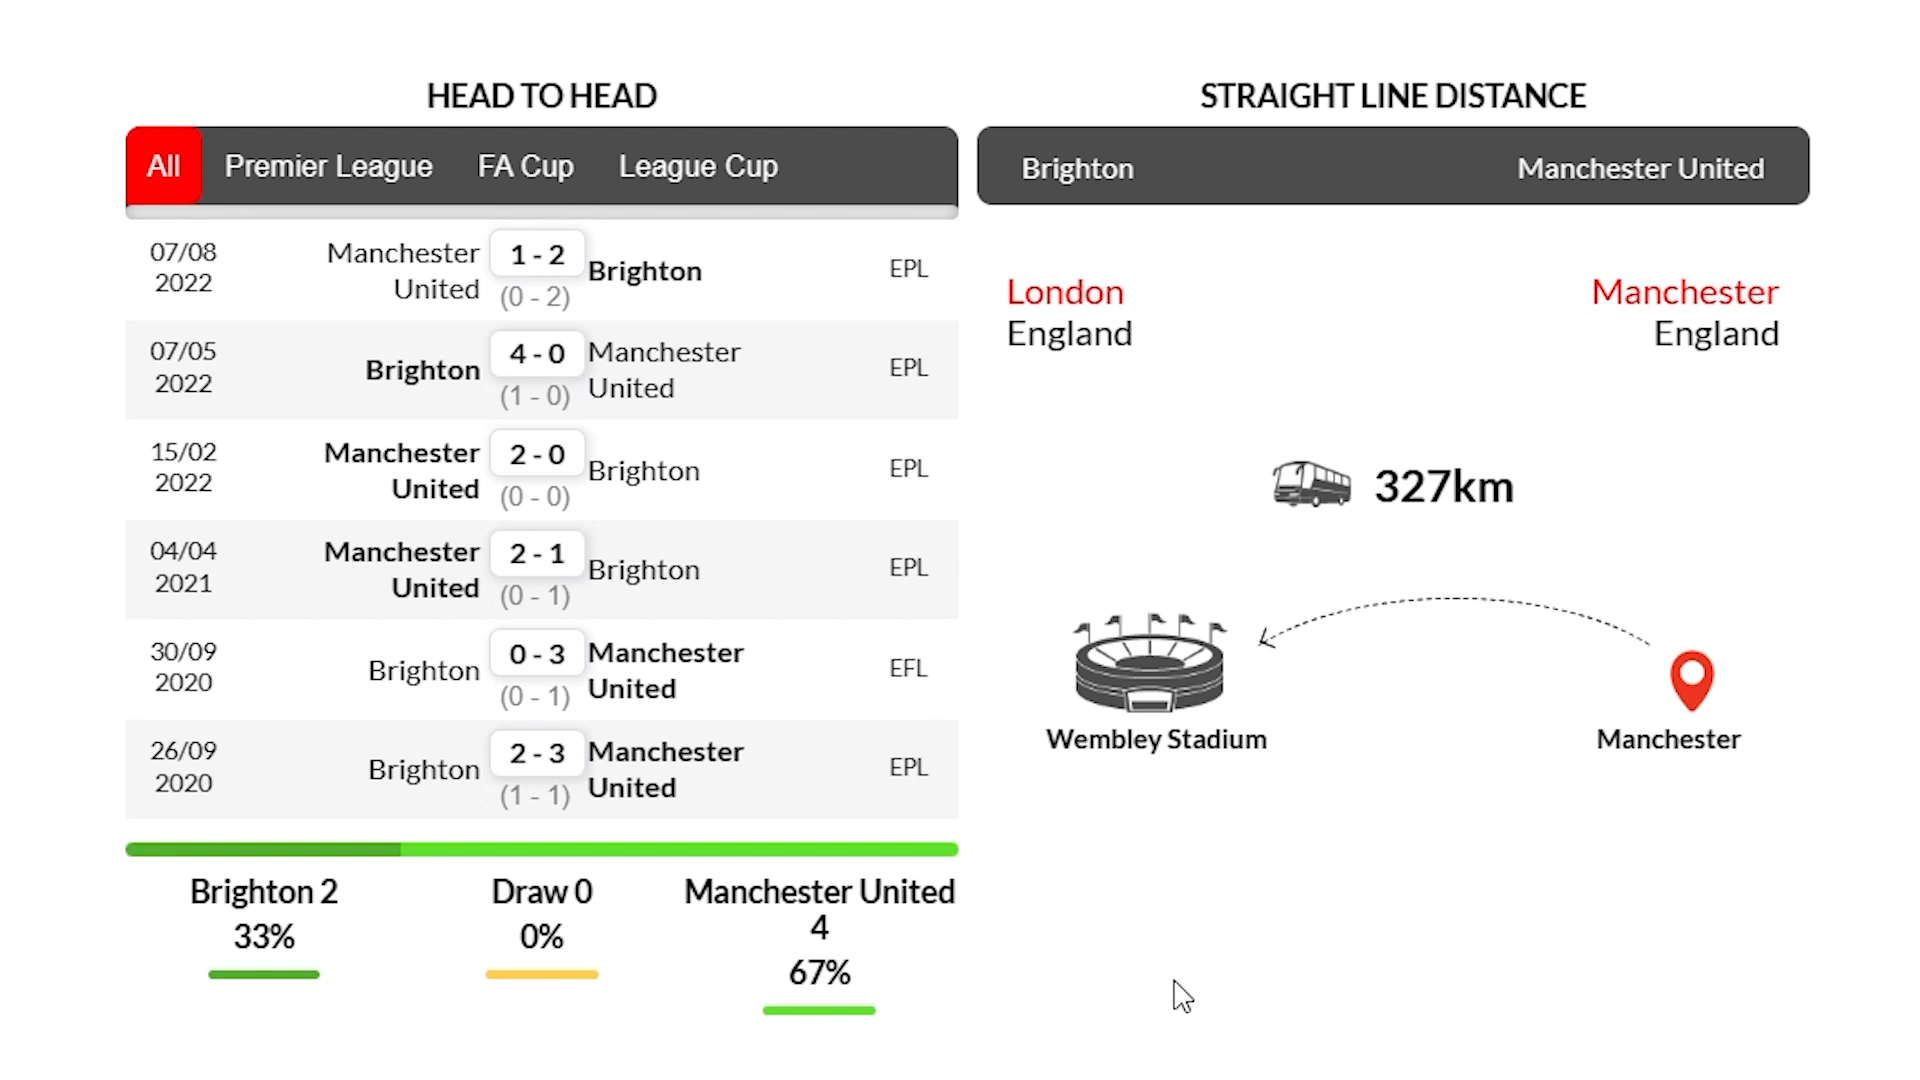 HEAD TO HEAD
All Premier League FA Cup League Cup
07/08
2022
Manchester
United
1 - 2
(0 - 2)
Brighton
EPL
07/05
2022
Brighton
4 - 0
(1 - 0)
Manchester
United
EPL
15/02
2022
Manchester
United
2 - 0
(0 - 0)
Brighton
EPL
04/04
2021
Manchester
United
2 - 1
(0 - 1)
Brighton
EPL
30/09
2020
Brighton
0 - 3
(0 - 1)
Manchester
United
EFL
26/09
2020
Brighton
2 - 3
(1 - 1)
Manchester
United
EPL
Brighton 2
33%
Draw 0
0%
Manchester United
4
67%
STRAIGHT LINE DISTANCE
Brighton Manchester United
London
England
Manchester
England
327km
Wembley Stadium
Manchester